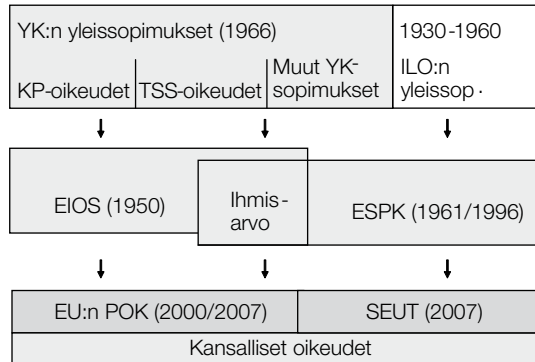 YK:n yleissopimukset (1966)
1930-1960
KP-oikeudet
TSS-oikeudet
Muut YK-
sopimukset
ILO:n
yleissop.
EIOS (1950)
Ihmis-
arvo
ESPK (1961/1996)
EU:n POK (2000/2007)
SEUT (2007)
Kansalliset oikeudet